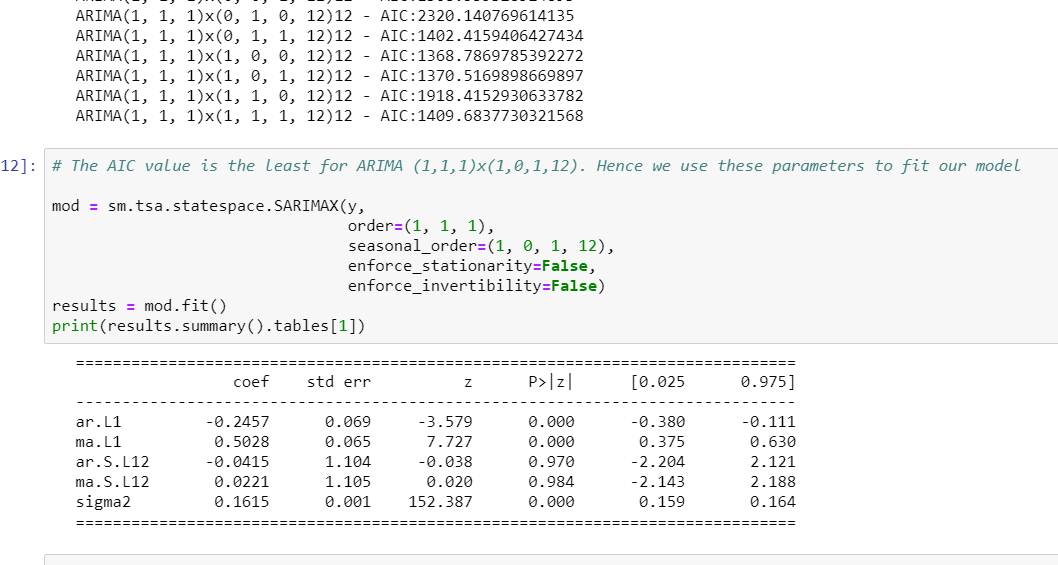 ARIMA(1, 1, 1)x(0, 1, 0, 12)12 - AIC:2320.140769614135
ARIMA(1, 1, 1)x(0, 1, 1, 12)12 - AIC:1402.4159406427434
ARIMA(1, 1, 1)x(1, 0, 0, 12)12 - AIC:1368.7869785392272
ARIMA(1, 1, 1)x(1, 0, 1, 12)12 - AIC:1370.5169898669897
ARIMA(1, 1, 1)x(1, 1, 0, 12)12 - AIC:1918.4152930633782
ARIMA(1, 1, 1)x(1, 1, 1, 12)12 - AIC:1409.6837730321568
12]: # The AIC value is the least for ARIMA (1,1,1)x(1,0,1,12). Hence we use these parameters to fit our model
mod = sm.tsa.statespace.SARIMAX(y,
order=(1, 1, 1),
seasonal_order=(1, 0, 1, 12),
enforce_stationarity=False,
enforce_invertibility=False)
results = mod.fit()
print(results.summary().tables[1])
==============================================================================
coef std err z P>|z| [0.025 0.975]
------------------------------------------------------------------------------
ar.L1 -0.2457 0.069 -3.579 0.000 -0.380 -0.111
ma.L1 0.5028 0.065 7.727 0.000 0.375 0.630
ar.S.L12 -0.0415 1.104 -0.038 0.970 -2.204 2.121
ma.S.L12 0.0221 1.105 0.020 0.984 -2.143 2.188
sigma2 0.1615 0.001 152.387 0.000 0.159 0.164
==============================================================================